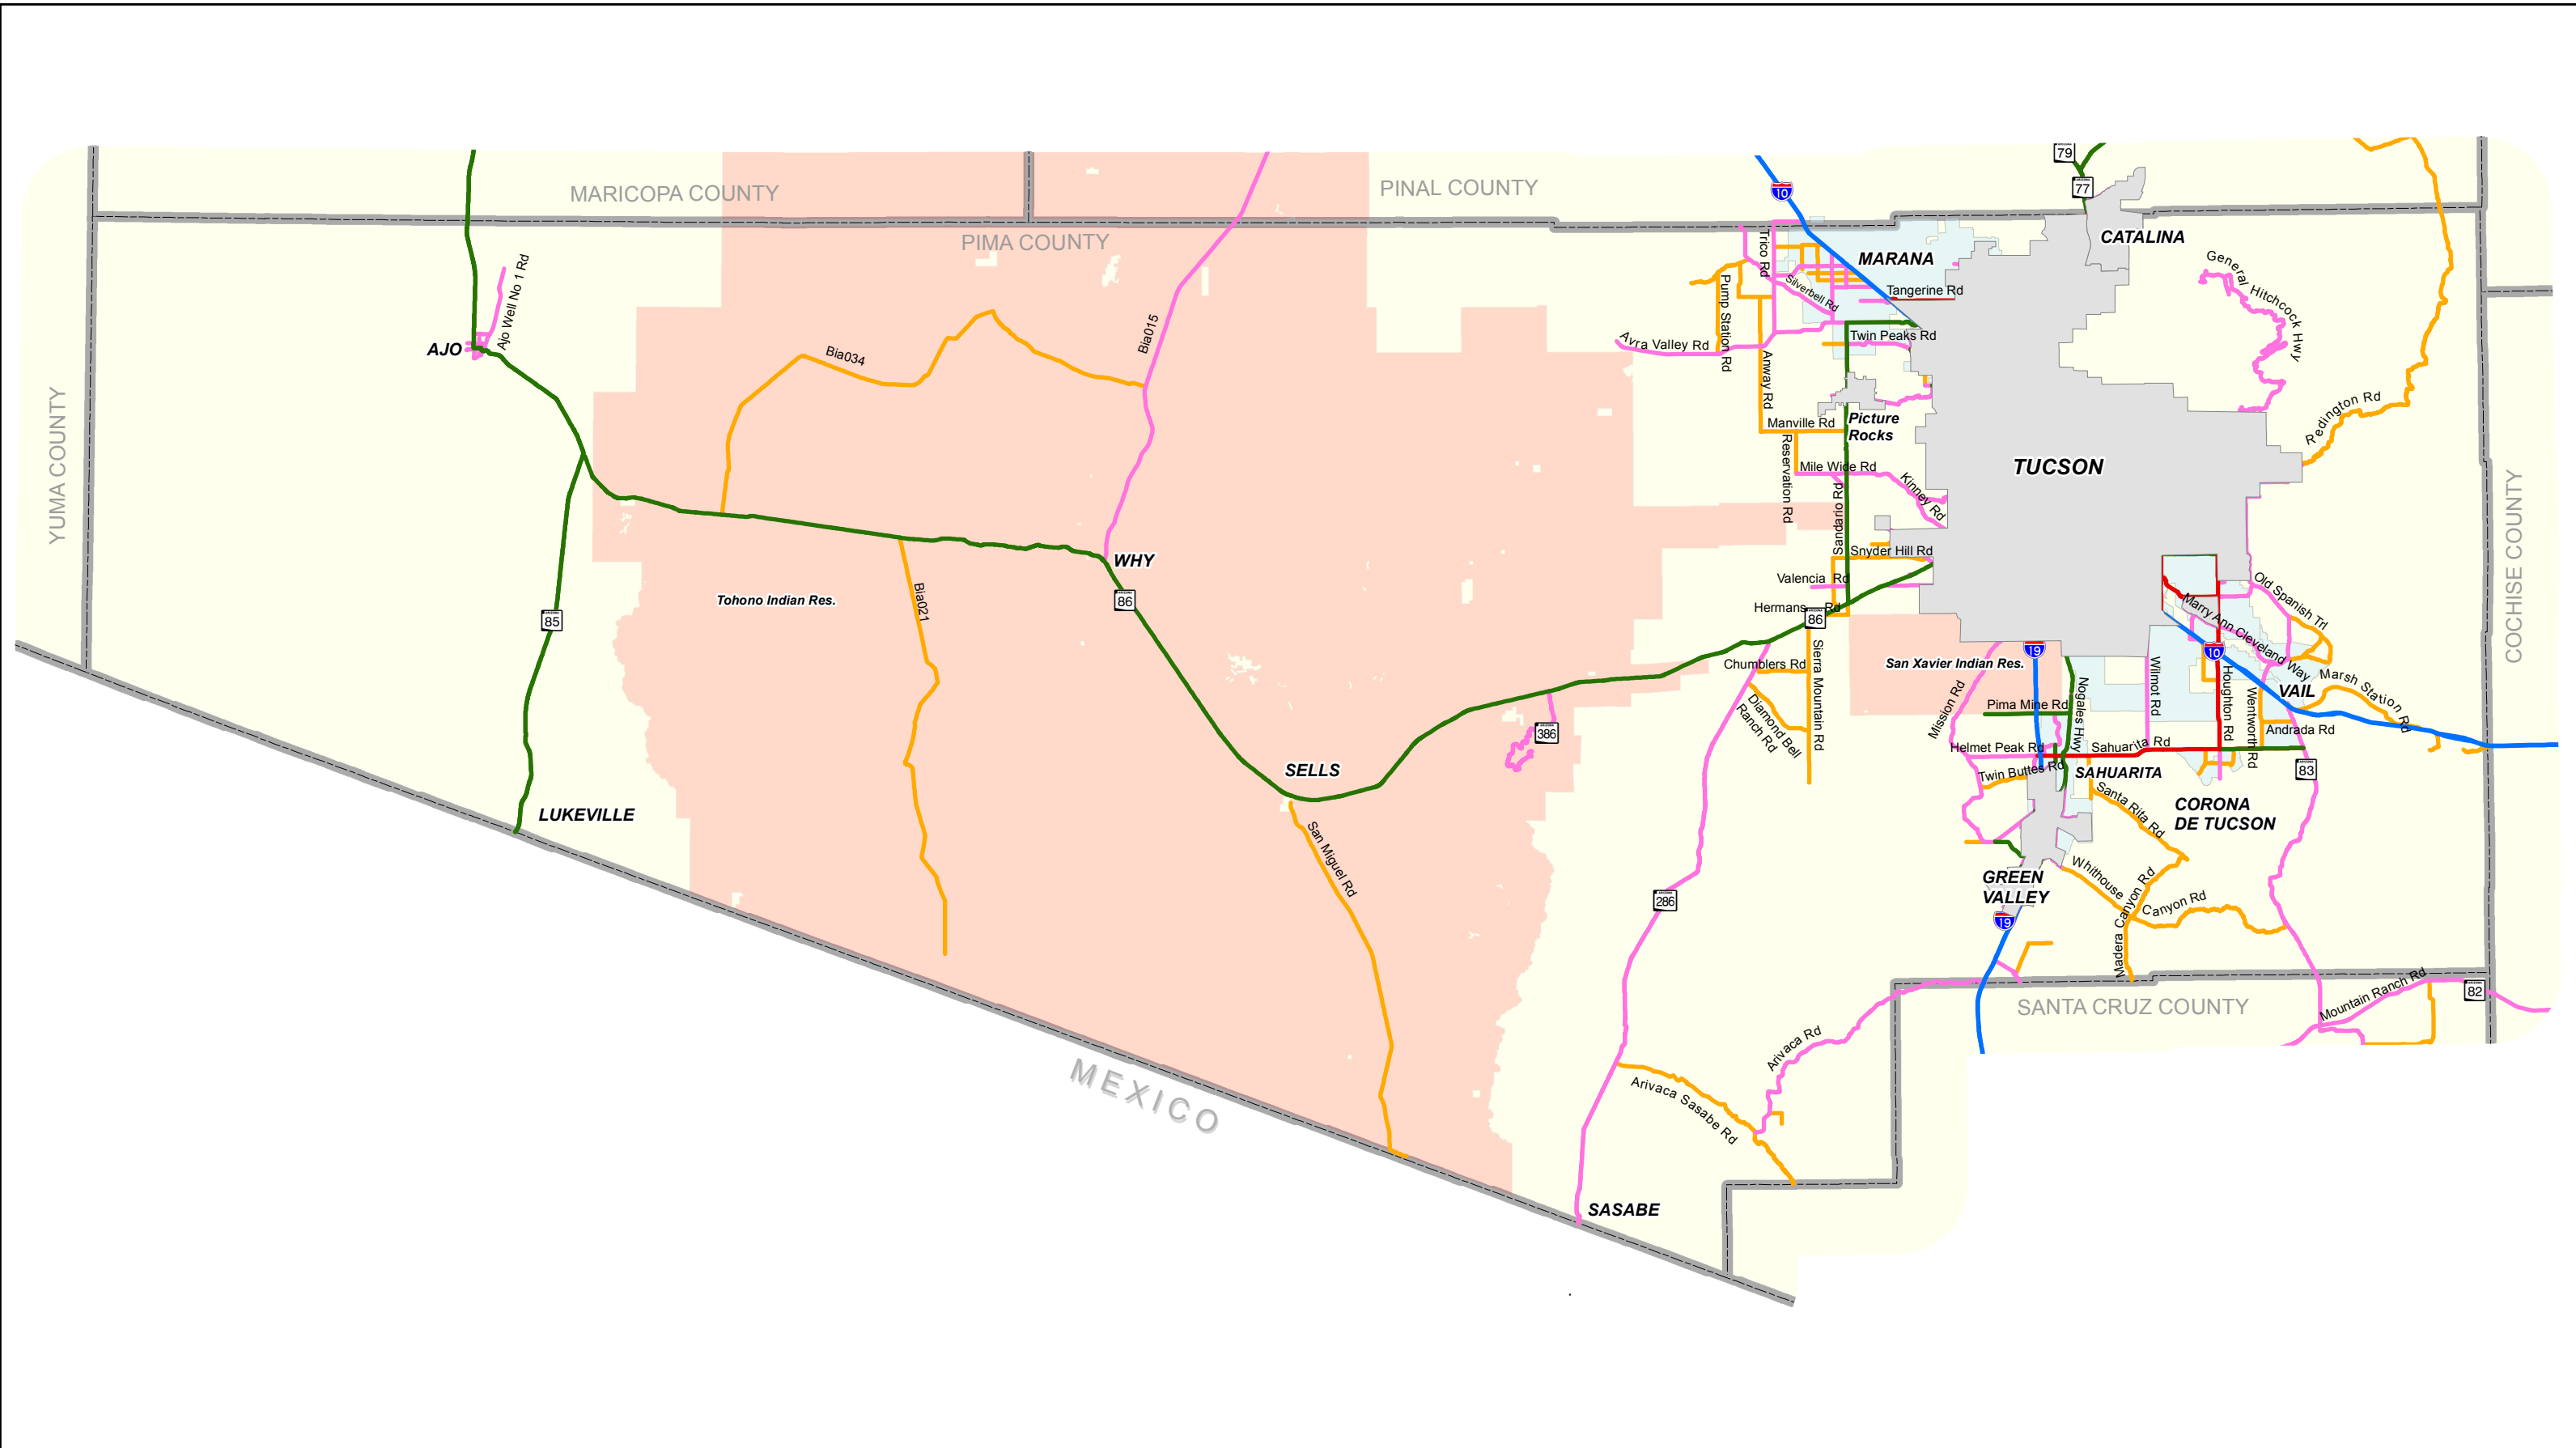 79
77
10
MARICOPA COUNTY
PINAL COUNTY
PIMA COUNTY
CATALINA
MARANA
Trico Rd
General Hitchcock Hwy
Ajo Well No 1 Rd
Pump Station Rd
Silverbell Rd
Tangerine Rd
Bia015
Twin Peaks Rd
Avra Valley Rd
AJO
Bia034
Anway Rd
Redington Rd
Manville Rd
Picture
Rocks
YUMA COUNTY
Reservation Rd
Mile Wide Rd
Kinney Rd
TUCSON
Sandario Rd
COCHISE COUNTY
Snyder Hill Rd
WHY
Valencia Rd
Old Spanish Trl
Tohono Indian Res.
Bia021
86
Hermans Rd
86
85
Marry Ann Cleveland Way
Sierra Mountain Rd
19
10
Chumblers Rd
San Xavier Indian Res.
Wilmot Rd
Houghton Rd
Wentworth Rd
VAIL
Marsh Station Rd
Mission Rd
Pima Mine Rd
Nogales Hwy
Diamond Bell
Ranch Rd
386
Andrada Rd
Helmet Peak Rd
Sahuarita Rd
SELLS
Twin Buttes Rd
SAHUARITA
83
Santa Rita Rd
CORONA
DE TUCSON
LUKEVILLE
San Miguel Rd
GREEN
VALLEY
Whithouse Canyon Rd
Madera Canyon Rd
286
19
Mountain Ranch Rd
82
SANTA CRUZ COUNTY
Arivaca Rd
MEXICO
Arivaca Sasabe Rd
SASABE